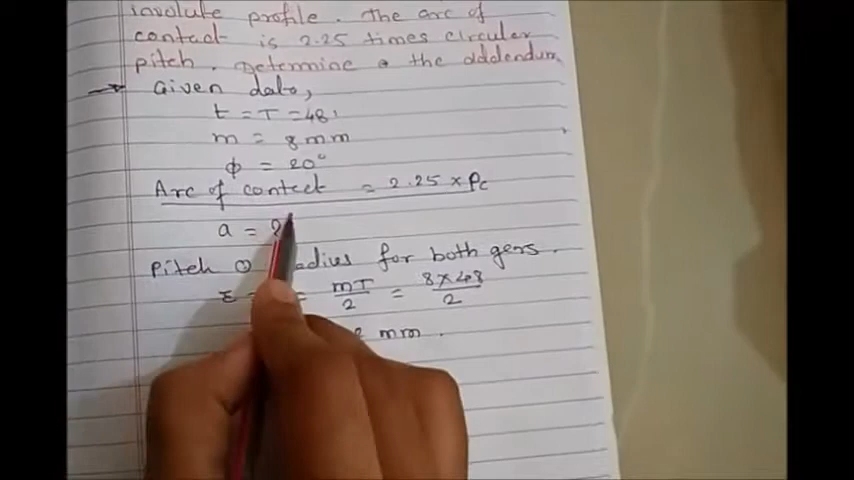 involute profile. The arc of
contact is 2.25 times circular
pitch. Determine the addendum
Given data,
t = T = 48,
m = 8 mm
φ = 20°
Arc of contact = 2.25 × Pc
a =
Pitch radius for both gers.
= mT/2 = 8×48/2
mm.